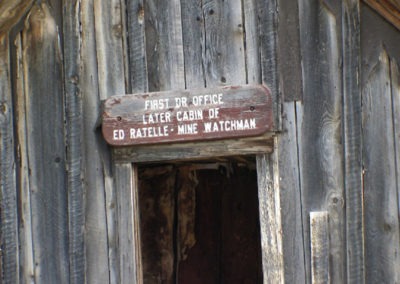 FIRST DR OFFICE
LATER CABIN OF
ED RATELLE - MINE WATCHMAN